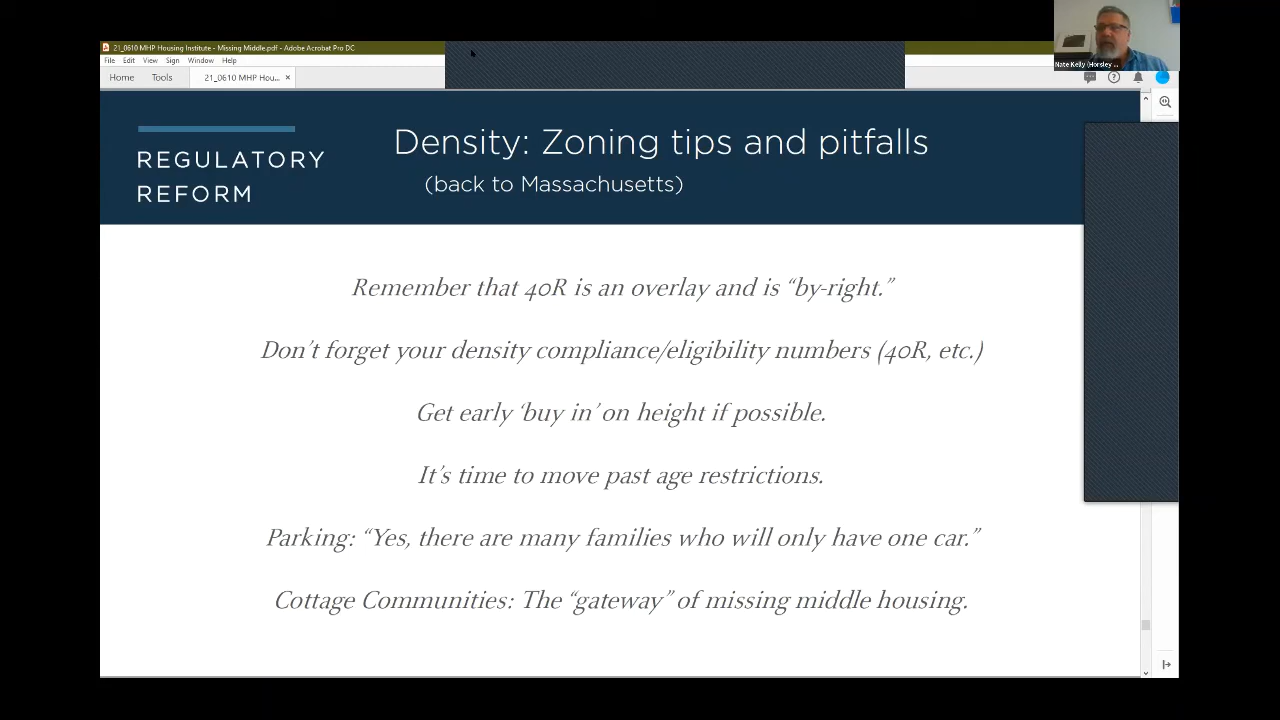 21_0610 MHP Housing Institute - Missing Middle.pdf - Adobe Acrobat Pro DC
File Edit View Sign Window Help
Home Tools 21_0610 MHP Hou... ×
Nate Kelly (Horsley ...
REGULATORY
REFORM
Density: Zoning tips and pitfalls
(back to Massachusetts)
Remember that 40R is an overlay and is “by-right.”
Don’t forget your density compliance/eligibility numbers (40R, etc.)
Get early ‘buy in’ on height if possible.
It’s time to move past age restrictions.
Parking: “Yes, there are many families who will only have one car.”
Cottage Communities: The “gateway” of missing middle housing.